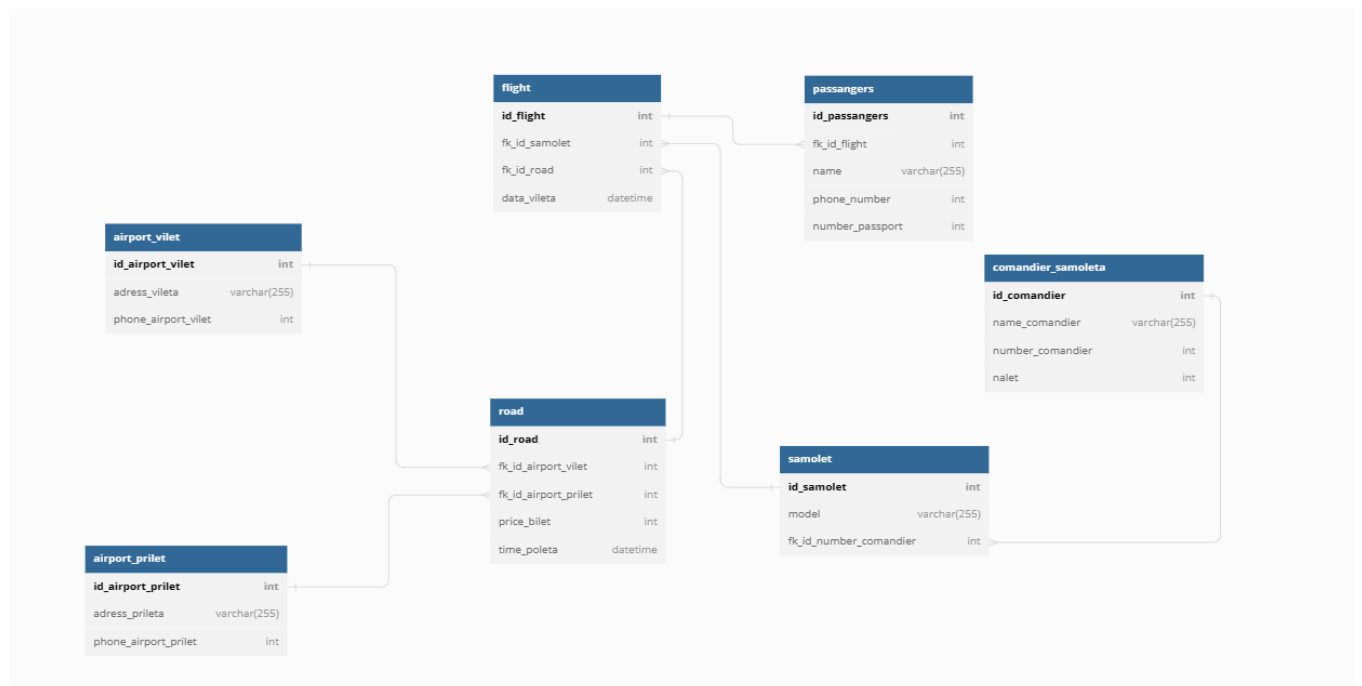 flight
id_flight int
fk_id_samolet int
fk_id_road int
data_vileta datetime
passangers
id_passangers int
fk_id_flight int
name varchar(255)
phone_number int
number_passport int
airport_vilet
id_airport_vilet int
adress_vileta varchar(255)
phone_airport_vilet int
comandier_samoleta
id_comandier int
name_comandier varchar(255)
number_comandier int
nalet int
road
id_road int
fk_id_airport_vilet int
fk_id_airport_prilet int
price_bilet int
time_poleta datetime
samolet
id_samolet int
model varchar(255)
fk_id_number_comandier int
airport_prilet
id_airport_prilet int
adress_prileta varchar(255)
phone_airport_prilet int